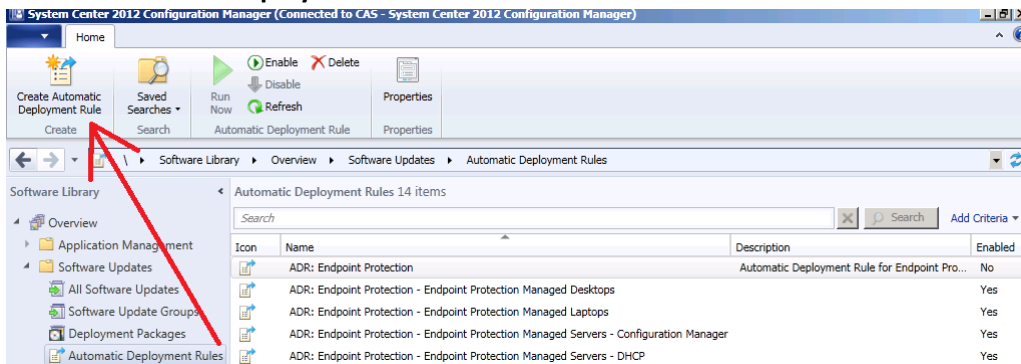 System Center 2012 Configuration Manager (Connected to CAS - System Center 2012 Configuration Manager)
Home
Create Automatic
Deployment Rule
Saved
Searches
Run
Now
Enable
Delete
Disable
Refresh
Properties
Create
Search
Automatic Deployment Rule
Properties
\ Software Library Overview Software Updates Automatic Deployment Rules
Software Library
Automatic Deployment Rules 14 items
Search
Search
Add Criteria
Overview
Application Management
Software Updates
All Software Updates
Software Update Groups
Deployment Packages
Automatic Deployment Rules
Icon Name Description Enabled
ADR: Endpoint Protection Automatic Deployment Rule for Endpoint Pro... No
ADR: Endpoint Protection - Endpoint Protection Managed Desktops Yes
ADR: Endpoint Protection - Endpoint Protection Managed Laptops Yes
ADR: Endpoint Protection - Endpoint Protection Managed Servers - Configuration Manager Yes
ADR: Endpoint Protection - Endpoint Protection Managed Servers - DHCP Yes